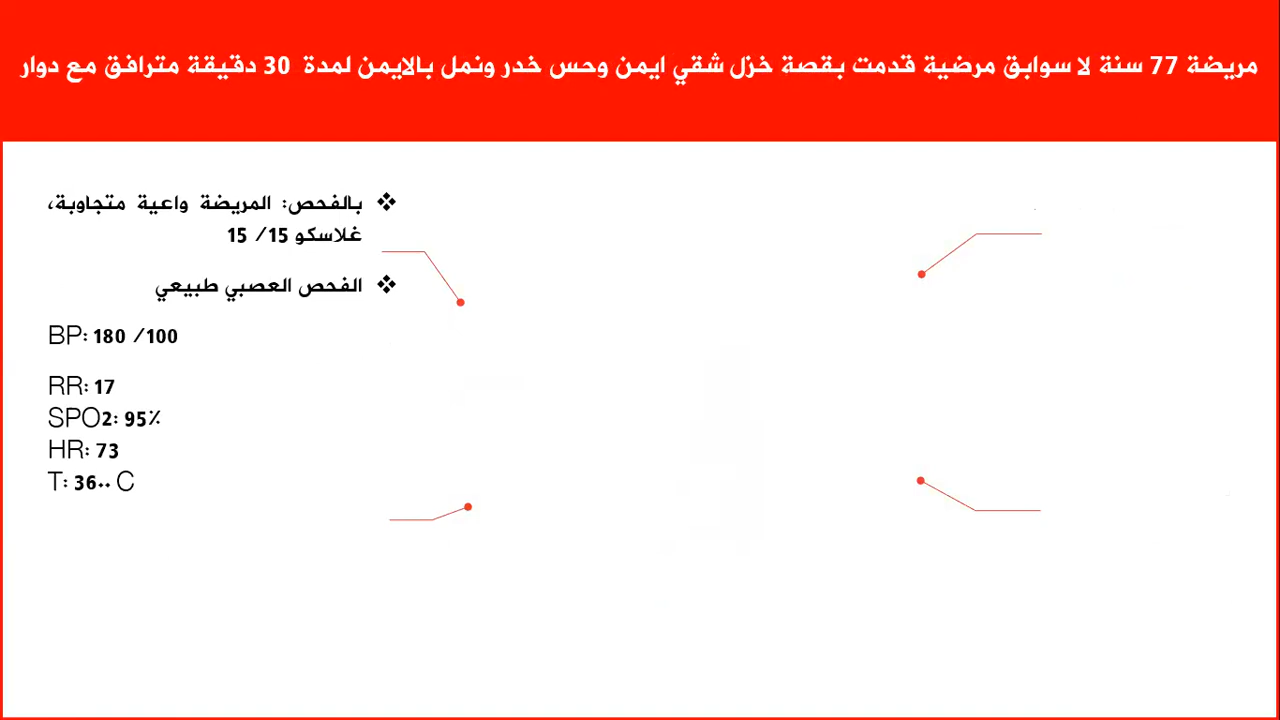 مريضة 77 سنة لا سوابق مرضية قدمت بقصة خزل شقي ايمن وحس خدر ونمل بالايمن لمدة 30 دقيقة مترافق مع دوار
❖ بالفحص: المريضة واعية متجاوبة،
غلاسكو 15/ 15
❖ الفحص العصبي طبيعي
BP: 180 /100
RR: 17
SPO2: 95٪
HR: 73
T: 36.. C